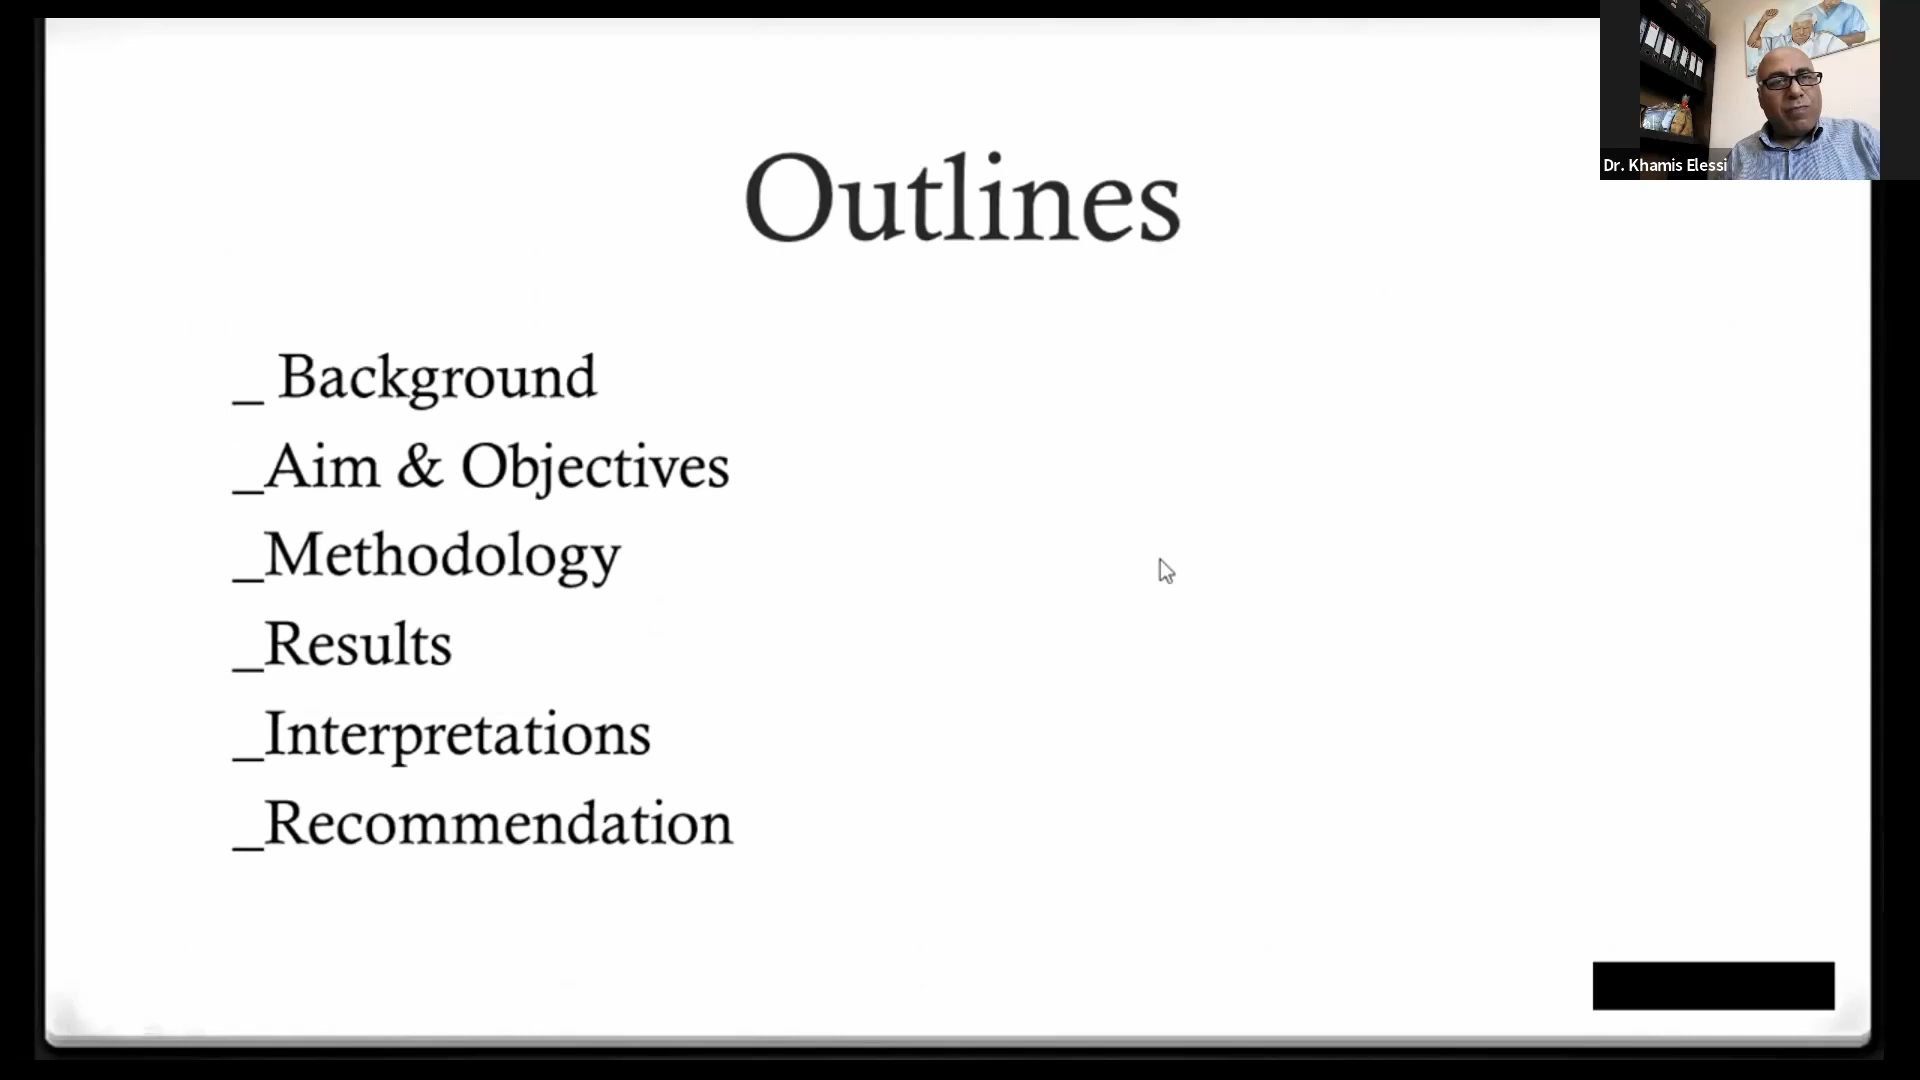 Outlines
_ Background
_Aim & Objectives
_Methodology
_Results
_Interpretations
_Recommendation
Dr. Khamis Elessi